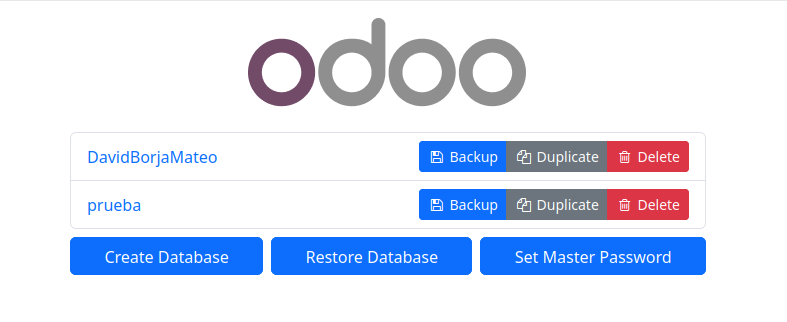 odoo
DavidBorjaMateo Backup Duplicate Delete
prueba Backup Duplicate Delete
Create Database Restore Database Set Master Password